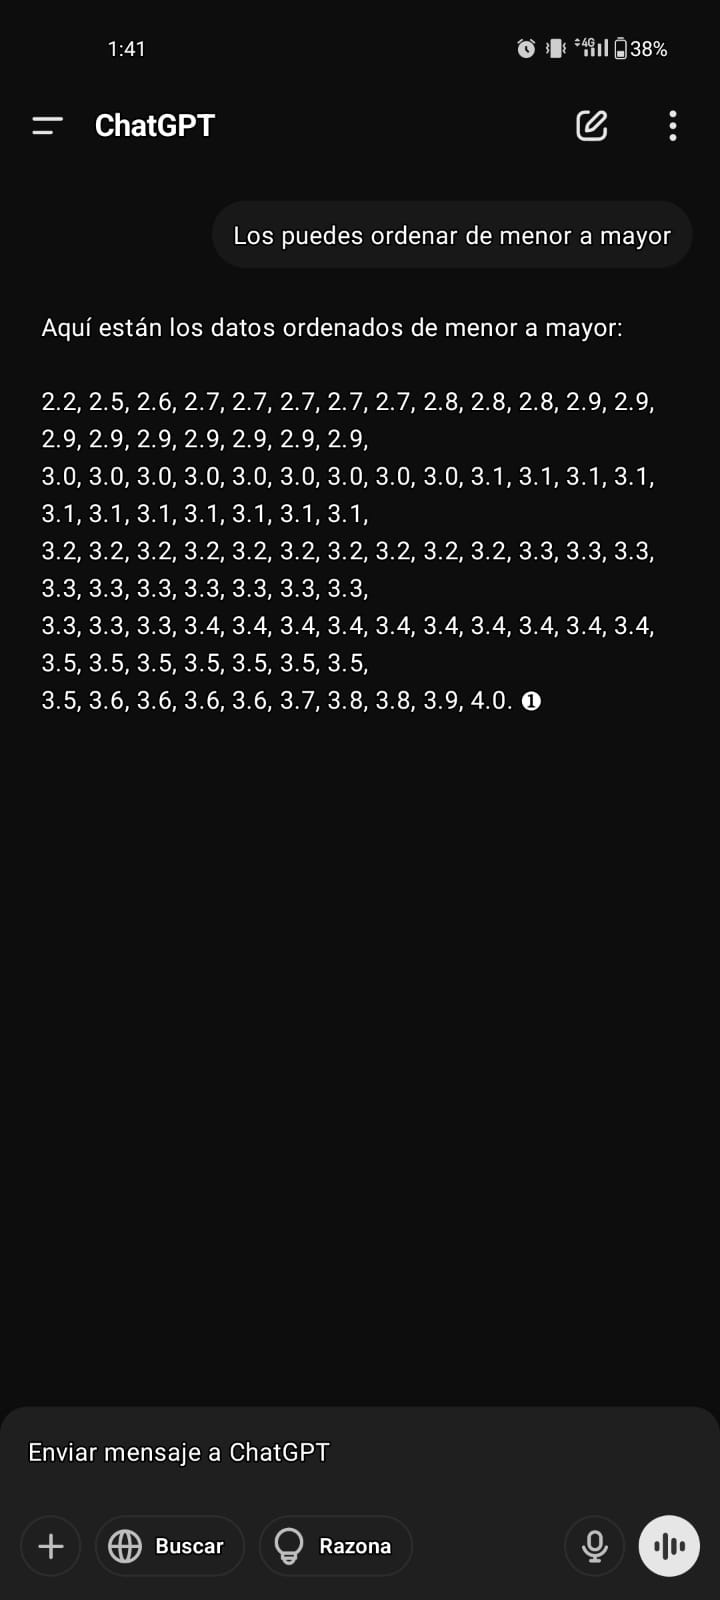 1:41
4G
38%
ChatGPT
Los puedes ordenar de menor a mayor
Aquí están los datos ordenados de menor a mayor:
2.2, 2.5, 2.6, 2.7, 2.7, 2.7, 2.7, 2.7, 2.8, 2.8, 2.8, 2.9, 2.9,
2.9, 2.9, 2.9, 2.9, 2.9, 2.9, 2.9,
3.0, 3.0, 3.0, 3.0, 3.0, 3.0, 3.0, 3.0, 3.0, 3.1, 3.1, 3.1, 3.1,
3.1, 3.1, 3.1, 3.1, 3.1, 3.1, 3.1,
3.2, 3.2, 3.2, 3.2, 3.2, 3.2, 3.2, 3.2, 3.2, 3.2, 3.3, 3.3, 3.3,
3.3, 3.3, 3.3, 3.3, 3.3, 3.3, 3.3,
3.3, 3.3, 3.3, 3.4, 3.4, 3.4, 3.4, 3.4, 3.4, 3.4, 3.4, 3.4, 3.4,
3.5, 3.5, 3.5, 3.5, 3.5, 3.5, 3.5,
3.5, 3.6, 3.6, 3.6, 3.6, 3.7, 3.8, 3.8, 3.9, 4.0. ❶
Enviar mensaje a ChatGPT
Buscar
Razona